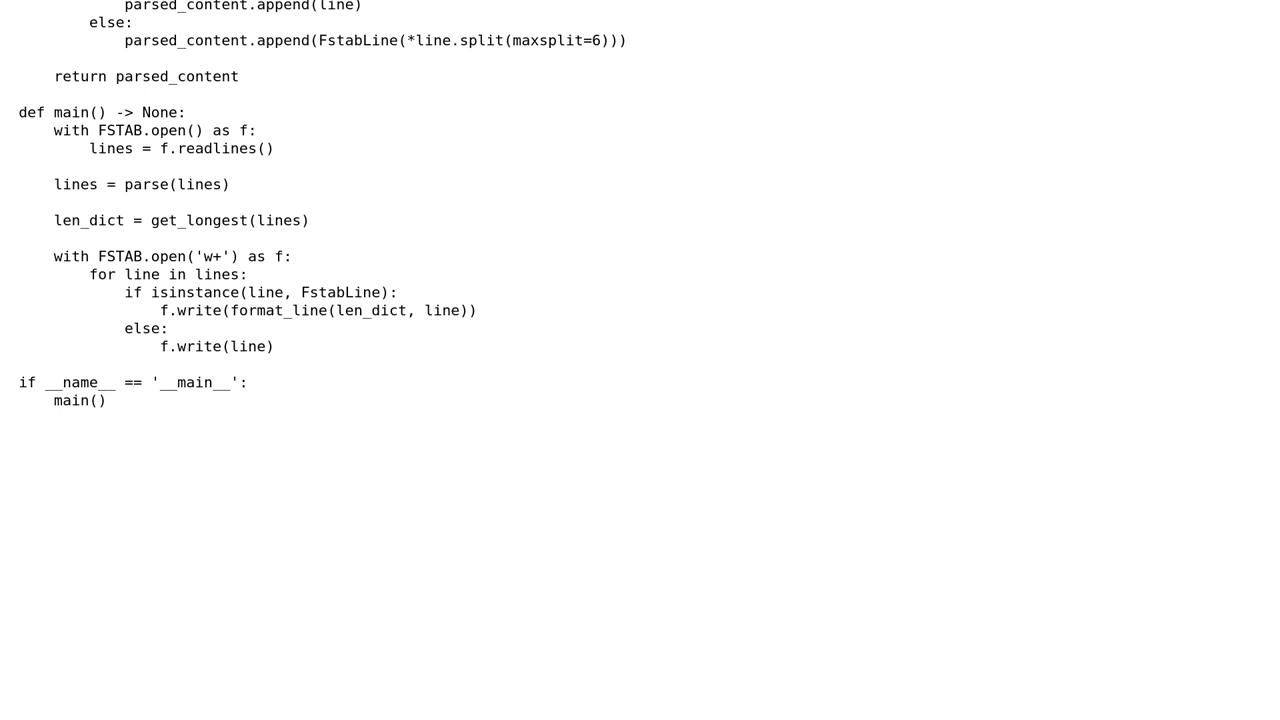 parsed_content.append(line)
        else:
            parsed_content.append(FstabLine(*line.split(maxsplit=6)))

    return parsed_content

def main() -> None:
    with FSTAB.open() as f:
        lines = f.readlines()

    lines = parse(lines)

    len_dict = get_longest(lines)

    with FSTAB.open('w+') as f:
        for line in lines:
            if isinstance(line, FstabLine):
                f.write(format_line(len_dict, line))
            else:
                f.write(line)

if __name__ == '__main__':
    main()